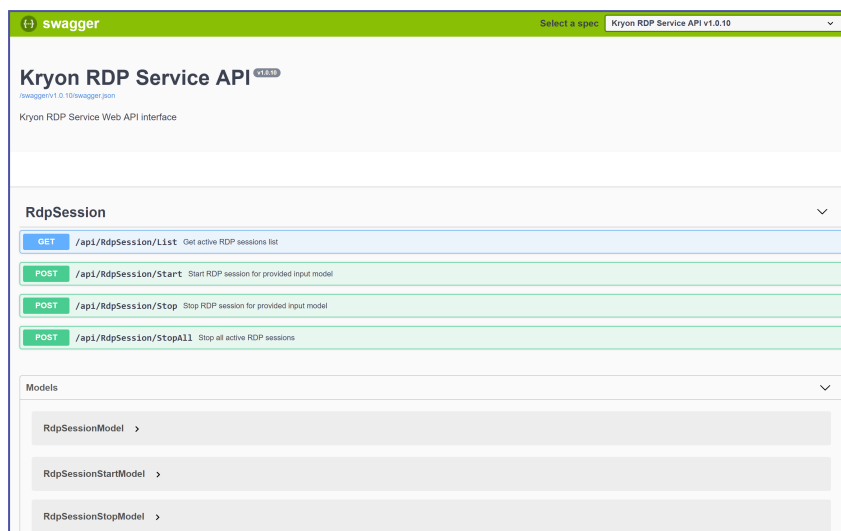 {··} swagger Select a spec Kryon RDP Service API v1.0.10
Kryon RDP Service API v1.0.10
/swagger/v1.0.10/swagger.json
Kryon RDP Service Web API interface
RdpSession
GET /api/RdpSession/List Get active RDP sessions list
POST /api/RdpSession/Start Start RDP session for provided input model
POST /api/RdpSession/Stop Stop RDP session for provided input model
POST /api/RdpSession/StopAll Stop all active RDP sessions
Models
RdpSessionModel
RdpSessionStartModel
RdpSessionStopModel